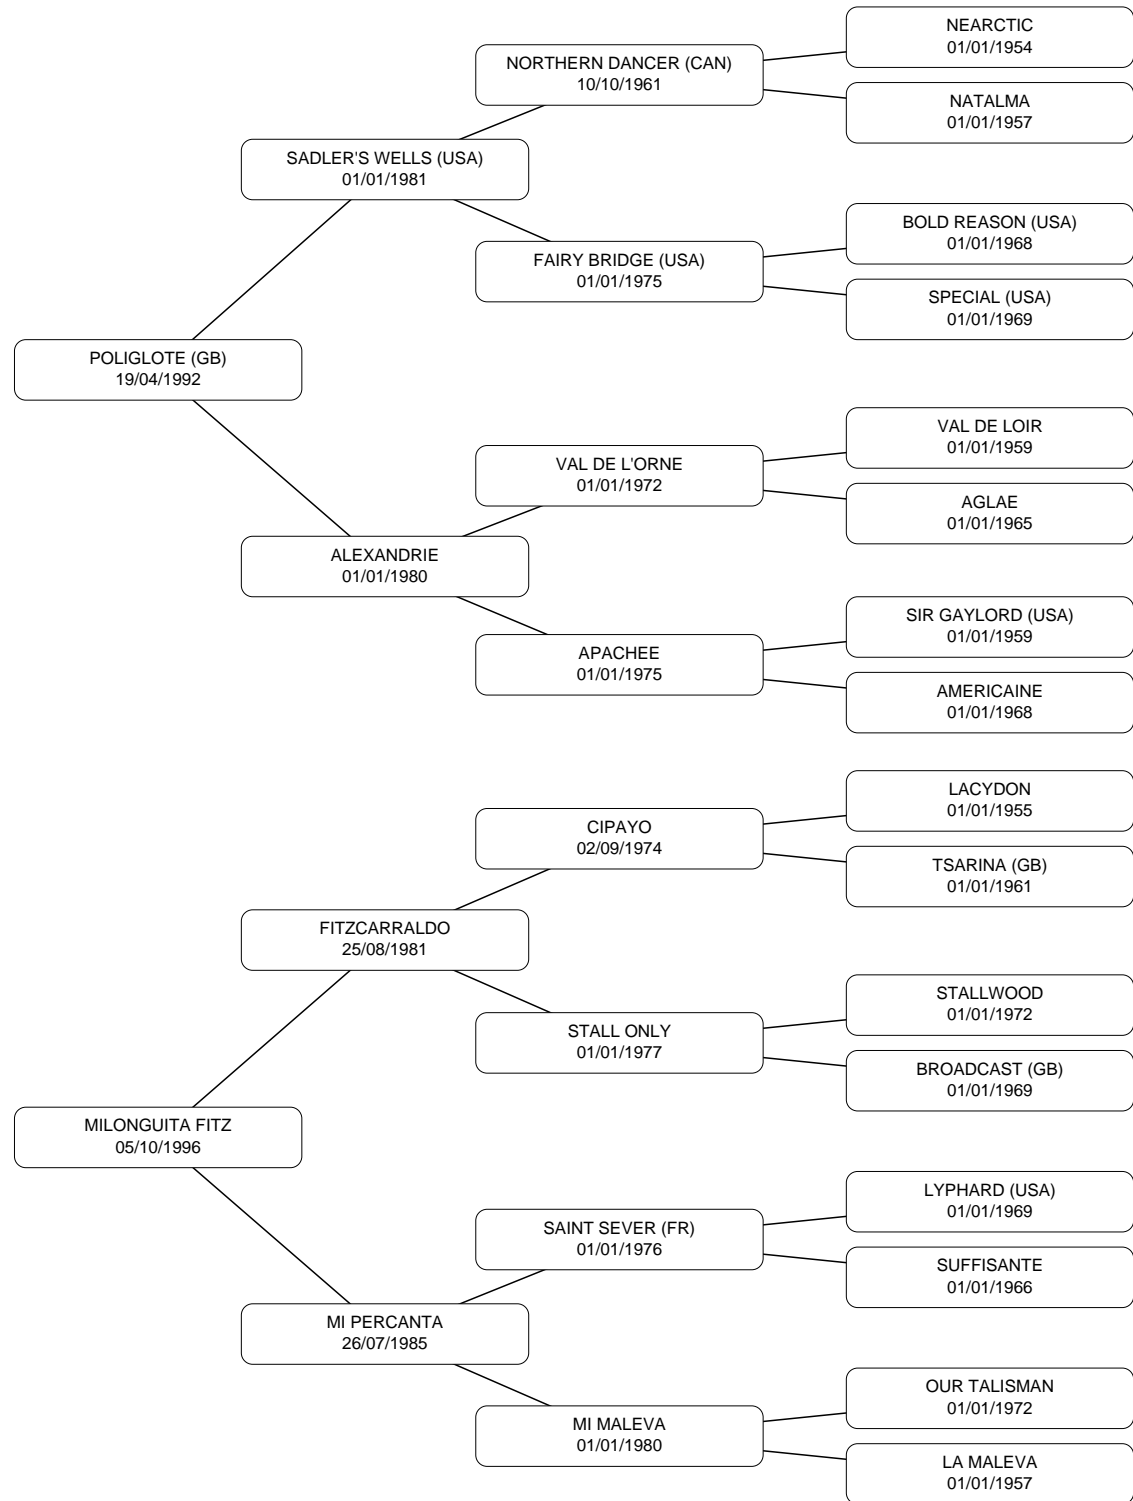 NEARCTIC
01/01/1954
NORTHERN DANCER (CAN)
10/10/1961
NATALMA
01/01/1957
SADLER'S WELLS (USA)
01/01/1981
BOLD REASON (USA)
01/01/1968
FAIRY BRIDGE (USA)
01/01/1975
SPECIAL (USA)
01/01/1969
POLIGLOTE (GB)
19/04/1992
VAL DE LOIR
01/01/1959
VAL DE L'ORNE
01/01/1972
AGLAE
01/01/1965
ALEXANDRIE
01/01/1980
SIR GAYLORD (USA)
01/01/1959
APACHEE
01/01/1975
AMERICAINE
01/01/1968
LACYDON
01/01/1955
CIPAYO
02/09/1974
TSARINA (GB)
01/01/1961
FITZCARRALDO
25/08/1981
STALLWOOD
01/01/1972
STALL ONLY
01/01/1977
BROADCAST (GB)
01/01/1969
MILONGUITA FITZ
05/10/1996
LYPHARD (USA)
01/01/1969
SAINT SEVER (FR)
01/01/1976
SUFFISANTE
01/01/1966
MI PERCANTA
26/07/1985
OUR TALISMAN
01/01/1972
MI MALEVA
01/01/1980
LA MALEVA
01/01/1957